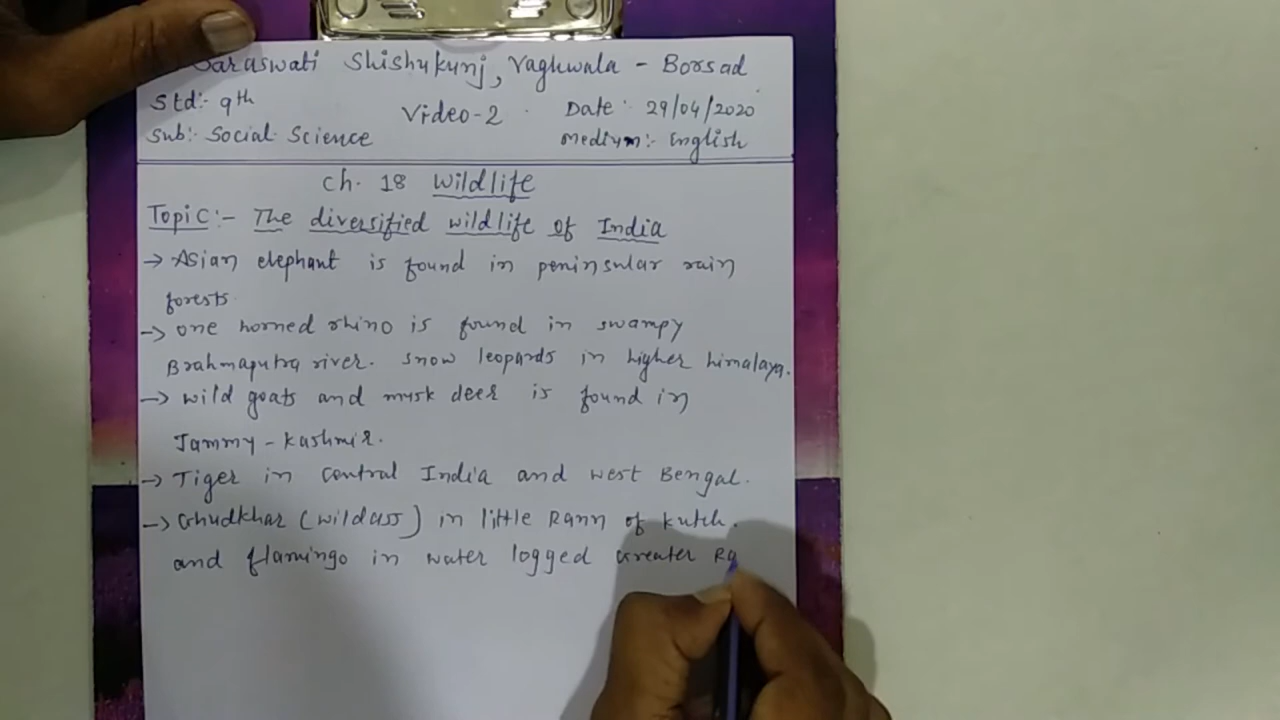 Saraswati Shishukunj, Vaghwala - Borsad
Std:- 9th
Video-2
Date: 29/04/2020
Sub:- Social Science
Medium:- English
Ch. 18 Wildlife
Topic:- The diversified wildlife of India
→ Asian elephant is found in peninsular rain
forests
→ one horned rhino is found in swampy
Brahmaputra river. Snow leopards in higher himalaya.
→ wild goats and musk deer is found in
Jammu - Kashmir.
→ Tiger in central India and west Bengal.
→ Ghudkhar (wildass) in little Rann of Kutch.
and flamingo in water logged Greater Ra